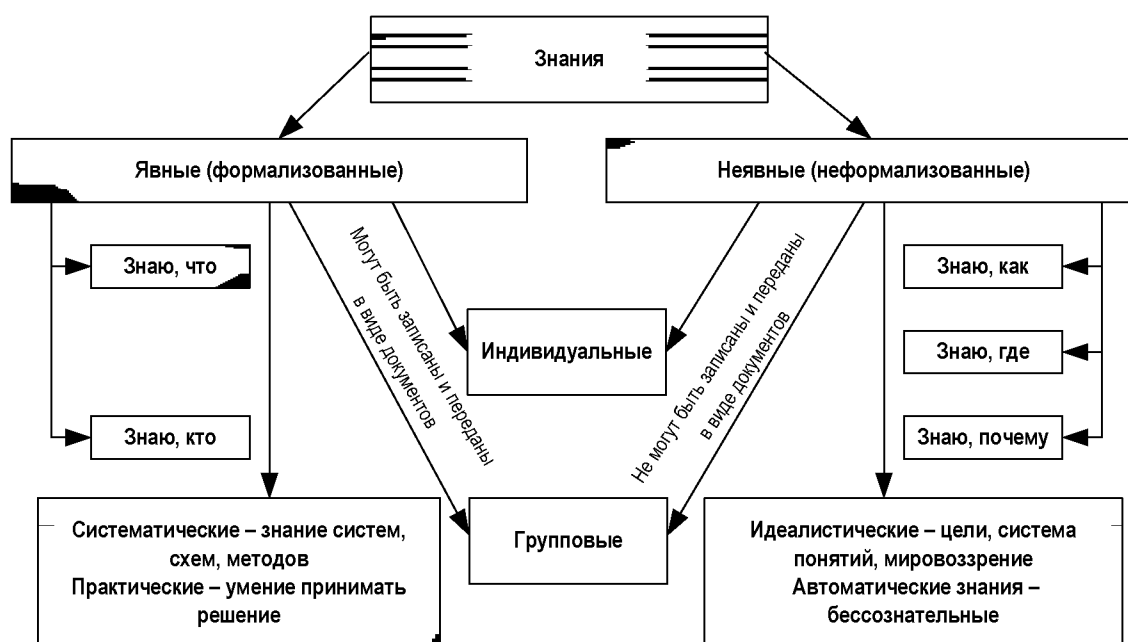 Знания
Явные (формализованные)
Неявные (неформализованные)
Знаю, что
Знаю, кто
Могут быть записаны и переданы
в виде документов
Индивидуальные
Групповые
Не могут быть записаны и переданы
в виде документов
Знаю, как
Знаю, где
Знаю, почему
Систематические – знание систем,
схем, методов
Практические – умение принимать
решение
Идеалистические – цели, система
понятий, мировоззрение
Автоматические знания –
бессознательные